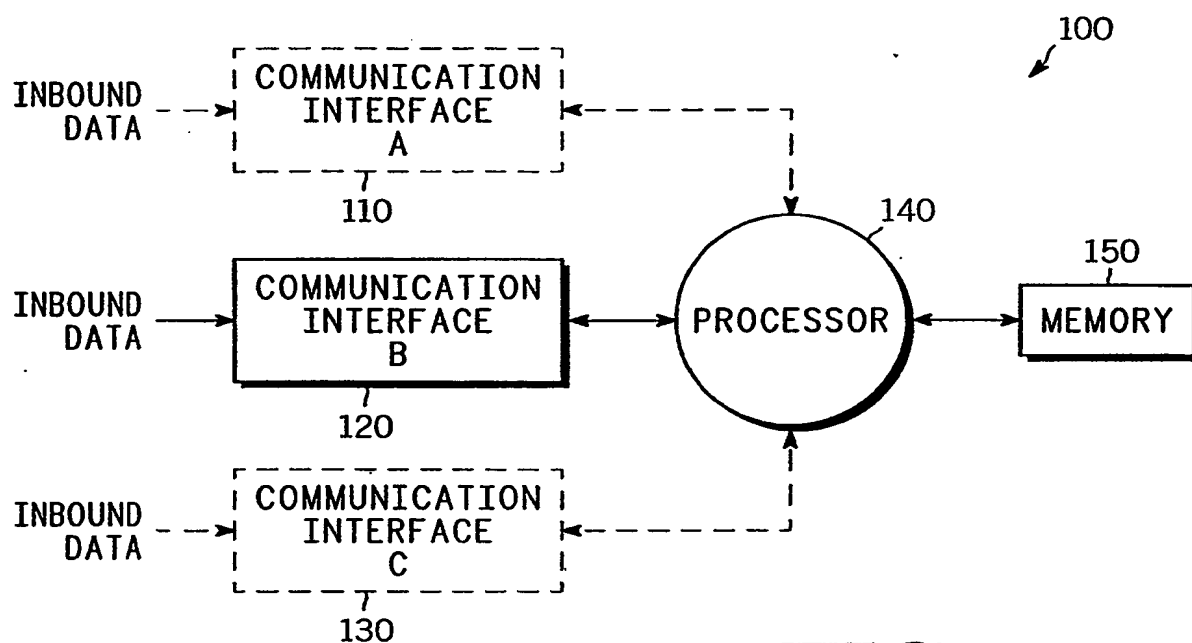 100
INBOUND
DATA
COMMUNICATION
INTERFACE
A
110
INBOUND
DATA
COMMUNICATION
INTERFACE
B
120
PROCESSOR
140
MEMORY
150
INBOUND
DATA
COMMUNICATION
INTERFACE
C
130